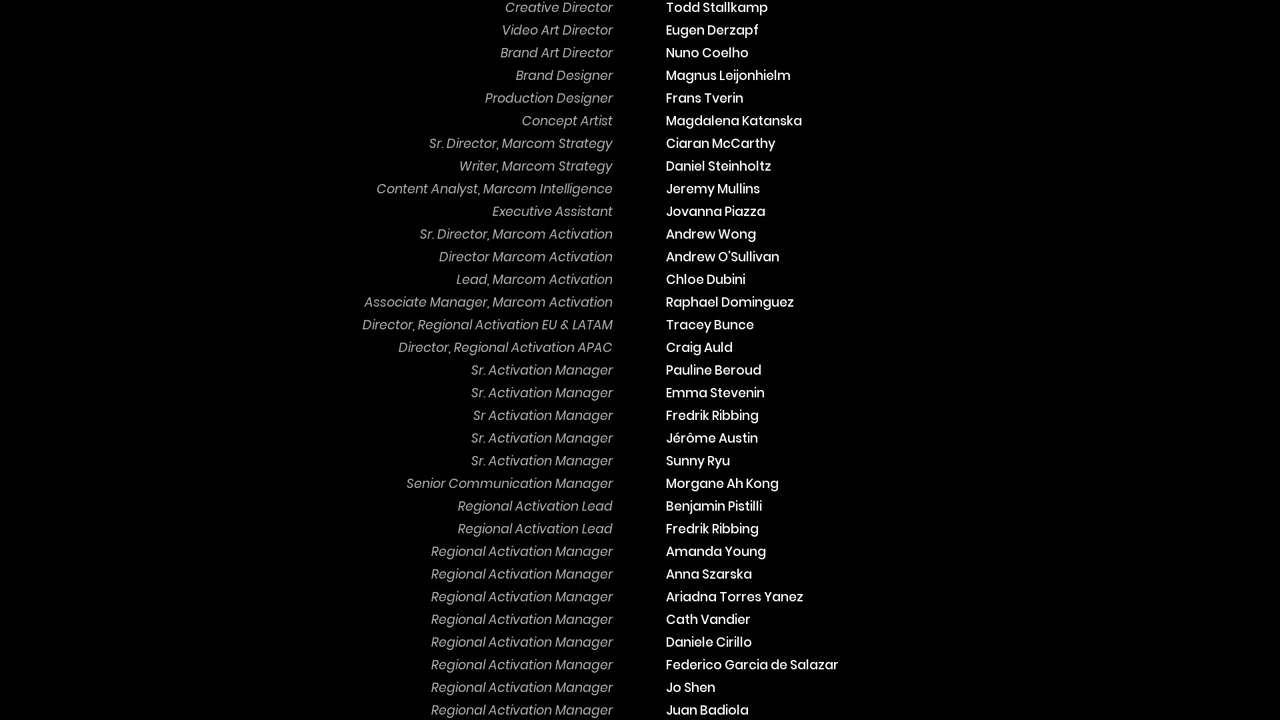 Creative Director Todd Stallkamp
Video Art Director Eugen Derzapf
Brand Art Director Nuno Coelho
Brand Designer Magnus Leijonhielm
Production Designer Frans Tverin
Concept Artist Magdalena Katanska
Sr. Director, Marcom Strategy Ciaran McCarthy
Writer, Marcom Strategy Daniel Steinholtz
Content Analyst, Marcom Intelligence Jeremy Mullins
Executive Assistant Jovanna Piazza
Sr. Director, Marcom Activation Andrew Wong
Director Marcom Activation Andrew O'Sullivan
Lead, Marcom Activation Chloe Dubini
Associate Manager, Marcom Activation Raphael Dominguez
Director, Regional Activation EU & LATAM Tracey Bunce
Director, Regional Activation APAC Craig Auld
Sr. Activation Manager Pauline Beroud
Sr. Activation Manager Emma Stevenin
Sr Activation Manager Fredrik Ribbing
Sr. Activation Manager Jérôme Austin
Sr. Activation Manager Sunny Ryu
Senior Communication Manager Morgane Ah Kong
Regional Activation Lead Benjamin Pistilli
Regional Activation Lead Fredrik Ribbing
Regional Activation Manager Amanda Young
Regional Activation Manager Anna Szarska
Regional Activation Manager Ariadna Torres Yanez
Regional Activation Manager Cath Vandier
Regional Activation Manager Daniele Cirillo
Regional Activation Manager Federico Garcia de Salazar
Regional Activation Manager Jo Shen
Regional Activation Manager Juan Badiola